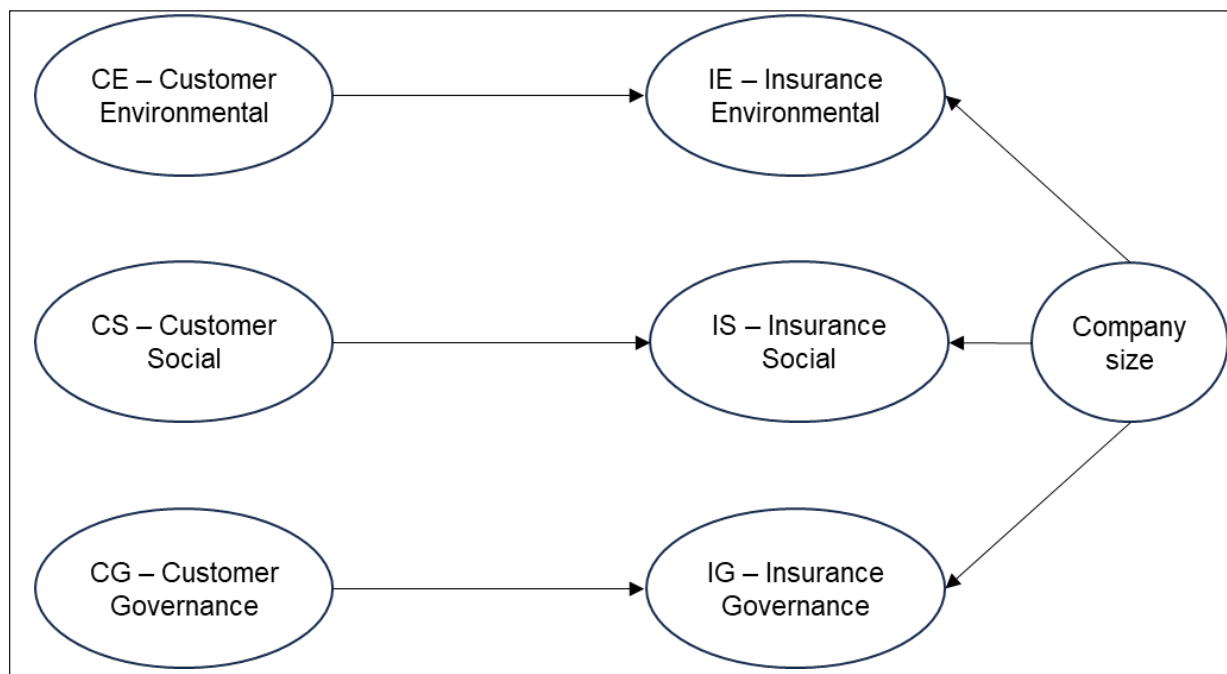 CE – Customer
Environmental
IE – Insurance
Environmental
CS – Customer
Social
IS – Insurance
Social
Company
size
CG – Customer
Governance
IG – Insurance
Governance